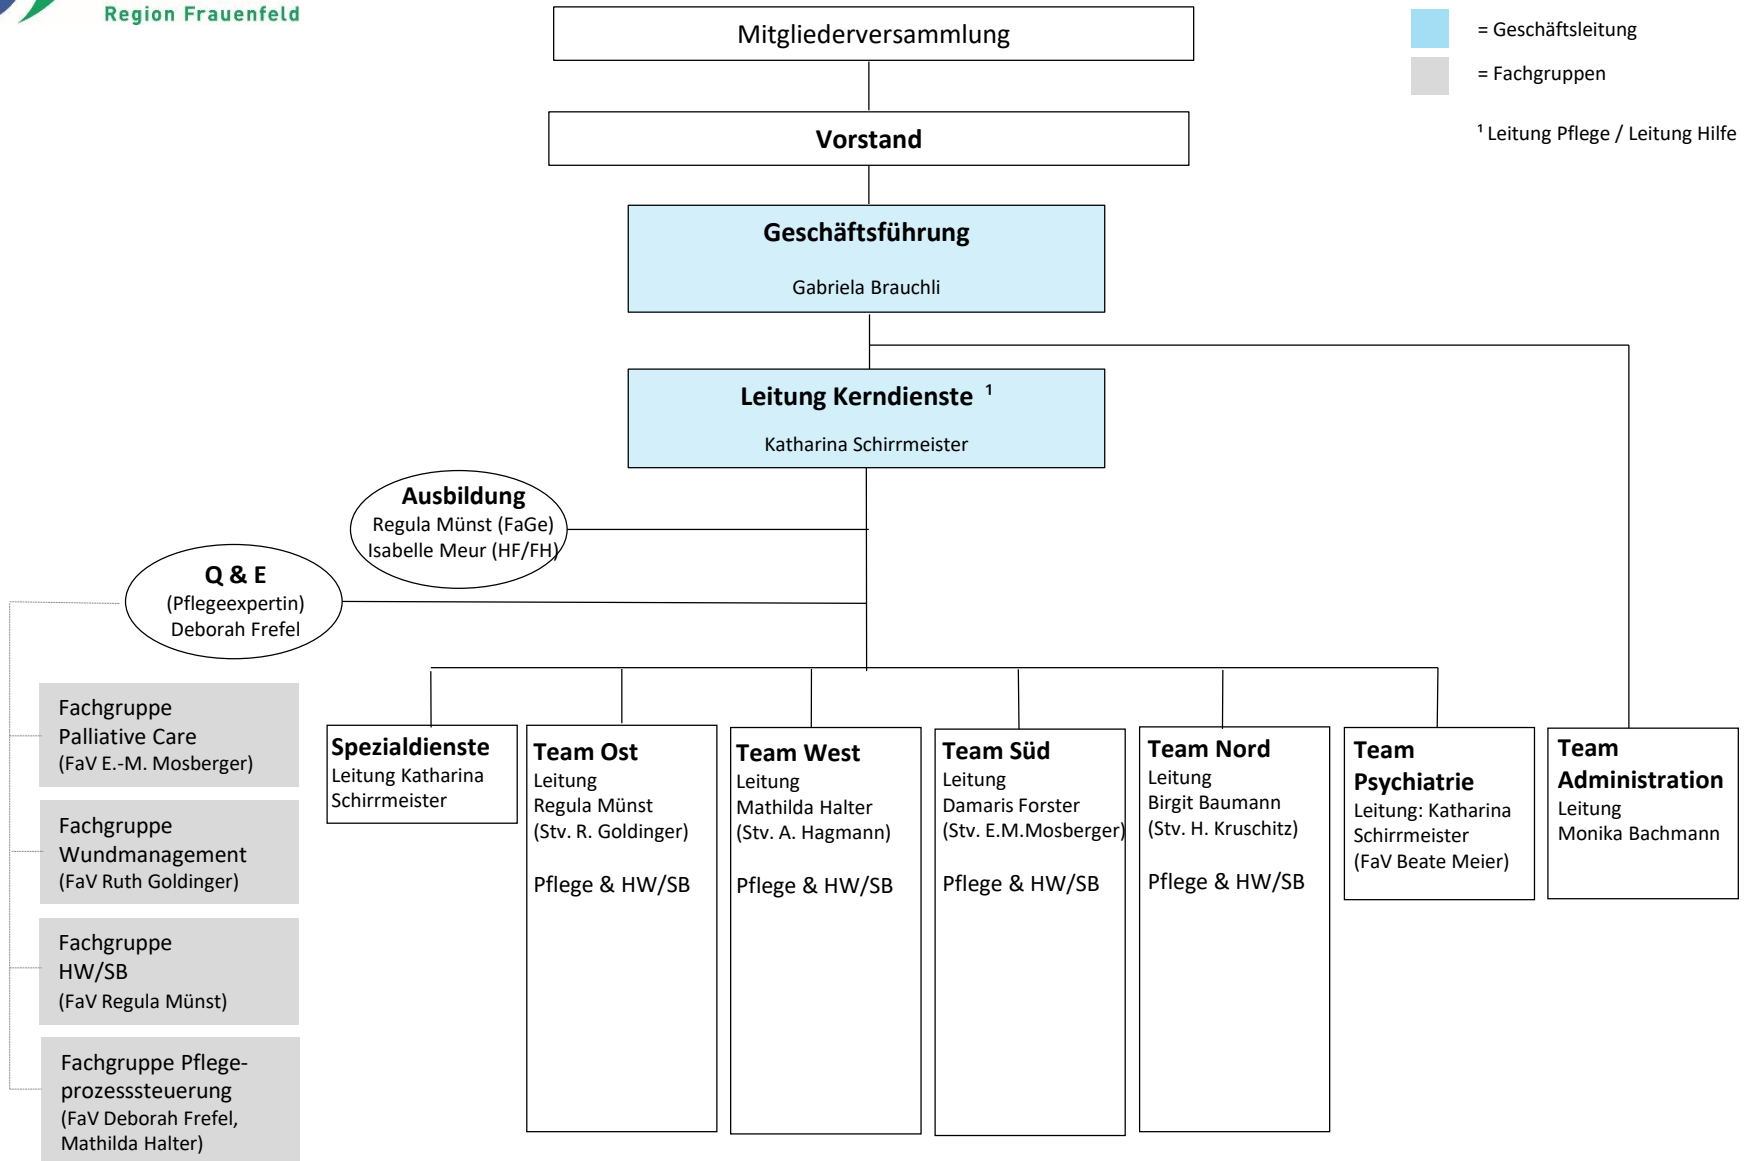 Region Frauenfeld
Mitgliederversammlung
= Geschäftsleitung
= Fachgruppen
¹ Leitung Pflege / Leitung Hilfe
Vorstand
Geschäftsführung
Gabriela Brauchli
Leitung Kerndienste ¹
Katharina Schirrmeister
Ausbildung
Regula Münst (FaGe)
Isabelle Meur (HF/FH)
Q & E
(Pflegeexpertin)
Deborah Frefel
Fachgruppe
Palliative Care
(FaV E.-M. Mosberger)
Fachgruppe
Wundmanagement
(FaV Ruth Goldinger)
Fachgruppe
HW/SB
(FaV Regula Münst)
Fachgruppe Pflege-
prozesssteuerung
(FaV Deborah Frefel,
Mathilda Halter)
Spezialdienste
Leitung Katharina
Schirrmeister
Team Ost
Leitung
Regula Münst
(Stv. R. Goldinger)
Pflege & HW/SB
Team West
Leitung
Mathilda Halter
(Stv. A. Hagmann)
Pflege & HW/SB
Team Süd
Leitung
Damaris Forster
(Stv. E.M.Mosberger)
Pflege & HW/SB
Team Nord
Leitung
Birgit Baumann
(Stv. H. Kruschitz)
Pflege & HW/SB
Team
Psychiatrie
Leitung: Katharina
Schirrmeister
(FaV Beate Meier)
Team
Administration
Leitung
Monika Bachmann